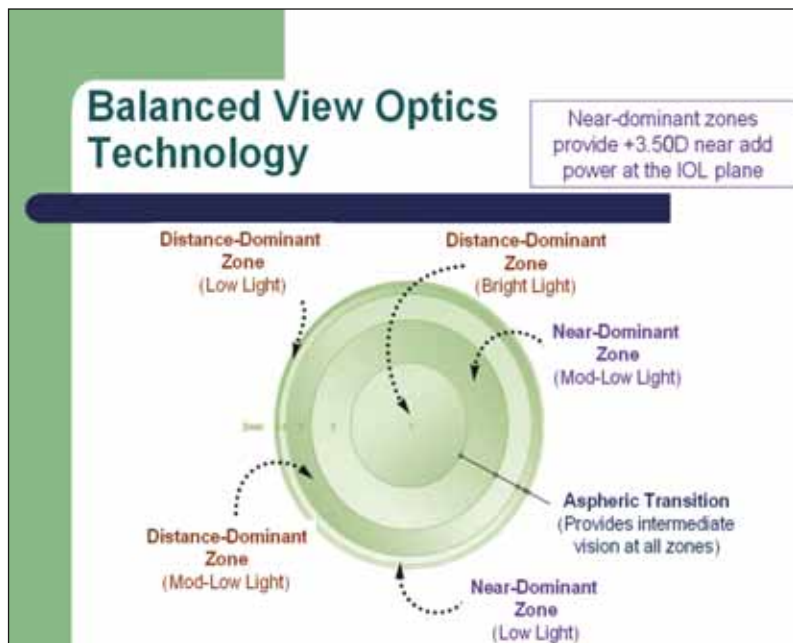 Balanced View Optics
Technology
Near-dominant zones
provide +3.50D near add
power at the IOL plane
Distance-Dominant
Zone
(Low Light)
Distance-Dominant
Zone
(Bright Light)
Near-Dominant
Zone
(Mod-Low Light)
Aspheric Transition
(Provides intermediate
vision at all zones)
Distance-Dominant
Zone
(Mod-Low Light)
Near-Dominant
Zone
(Low Light)